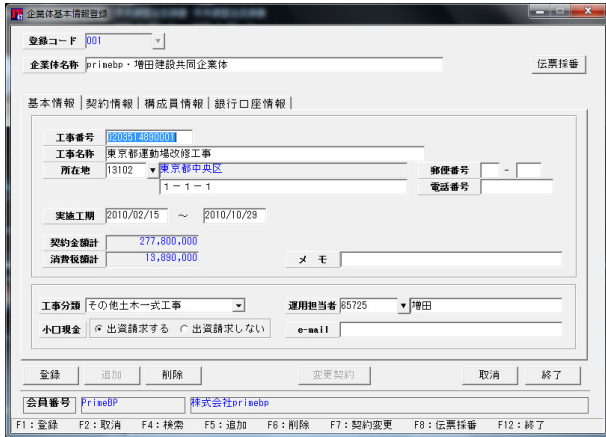 企業体基本情報登録
登録コード 001
企業体名称 primebp・増田建設共同企業体 伝票採番
基本情報 契約情報 構成員情報 銀行口座情報
工事番号 0203514890001
工事名称 東京都運動場改修工事
所在地 13102 東京都中央区 郵便番号 -
1-1-1 電話番号
実施工期 2010/02/15 ~ 2010/10/29
契約金額計 277,800,000
消費税額計 13,890,000 メ モ
工事分類 その他土木一式工事 運用担当者 65725 増田
小口現金 出資請求する 出資請求しない e-mail
登録 追加 削除 変更契約 取消 終了
会員番号 PrimeBP 株式会社primebp
F1:登録 F2:取消 F4:検索 F5:追加 F6:削除 F7:契約変更 F8:伝票採番 F12:終了